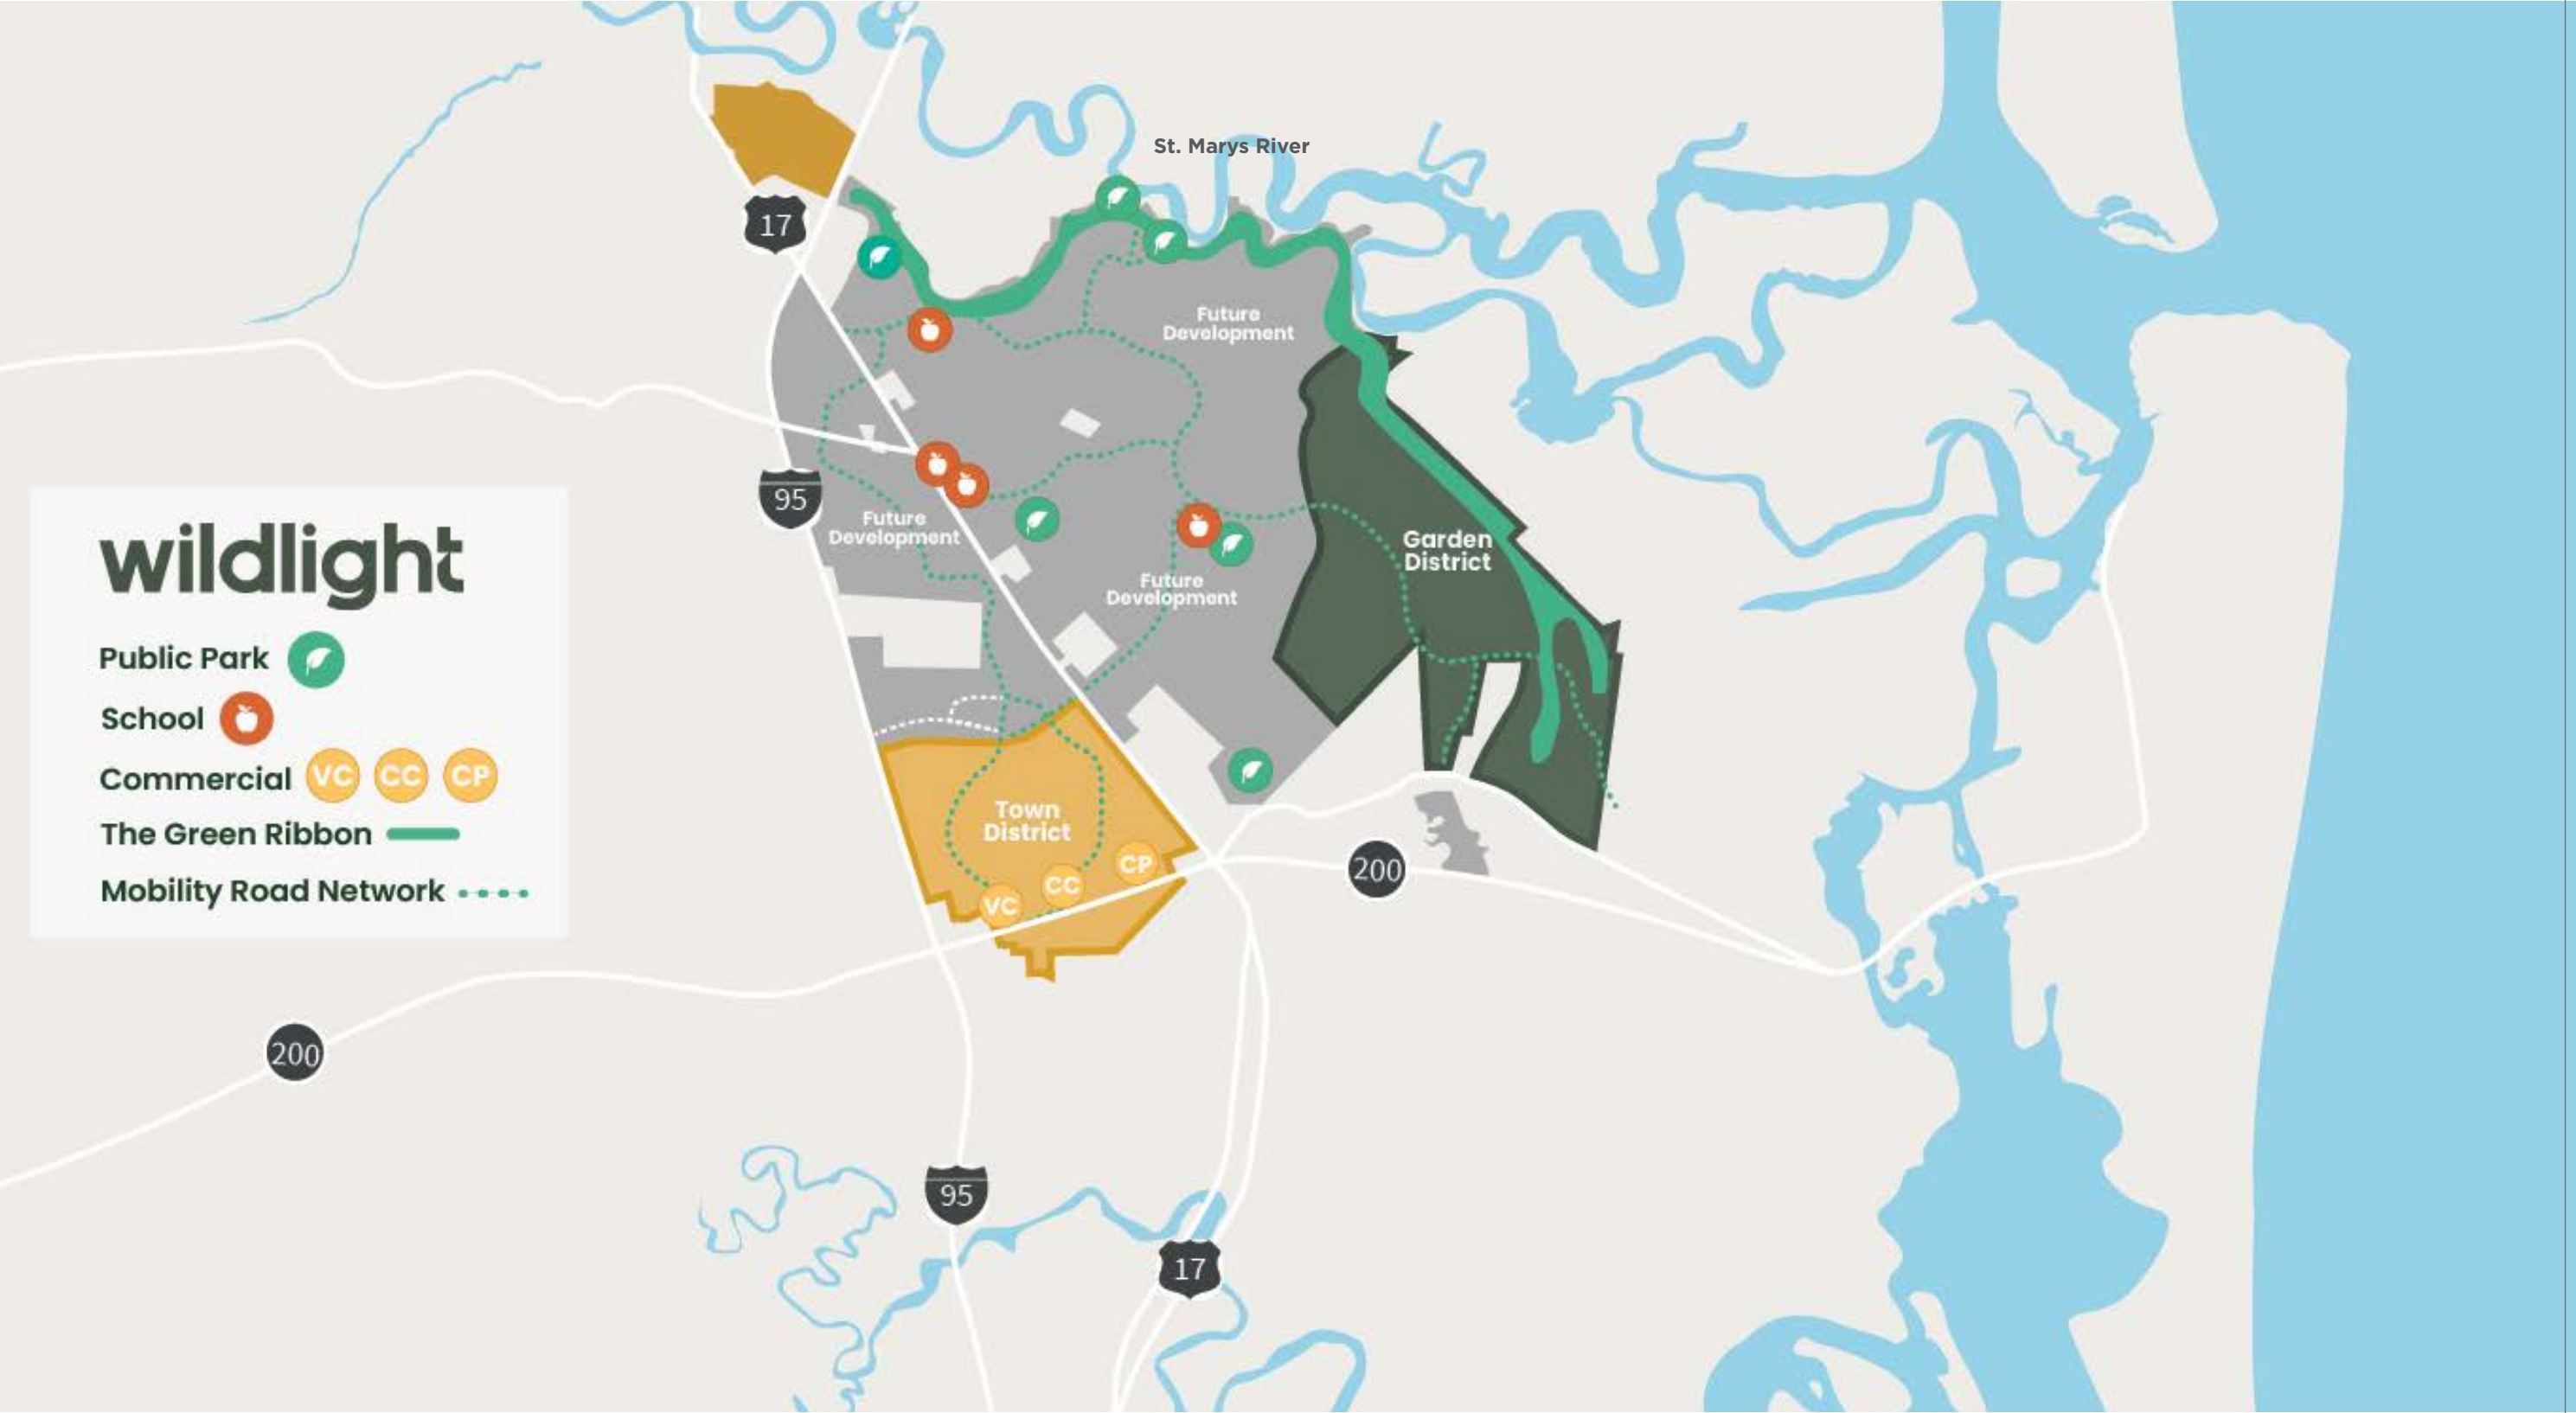 St. Marys River
17
Future
Development
95
Future
Development
Garden
District
Future
Development
wildlight
Public Park
School
Commercial VC CC CP
The Green Ribbon
Mobility Road Network
Town
District
CP
CC
VC
200
200
95
17